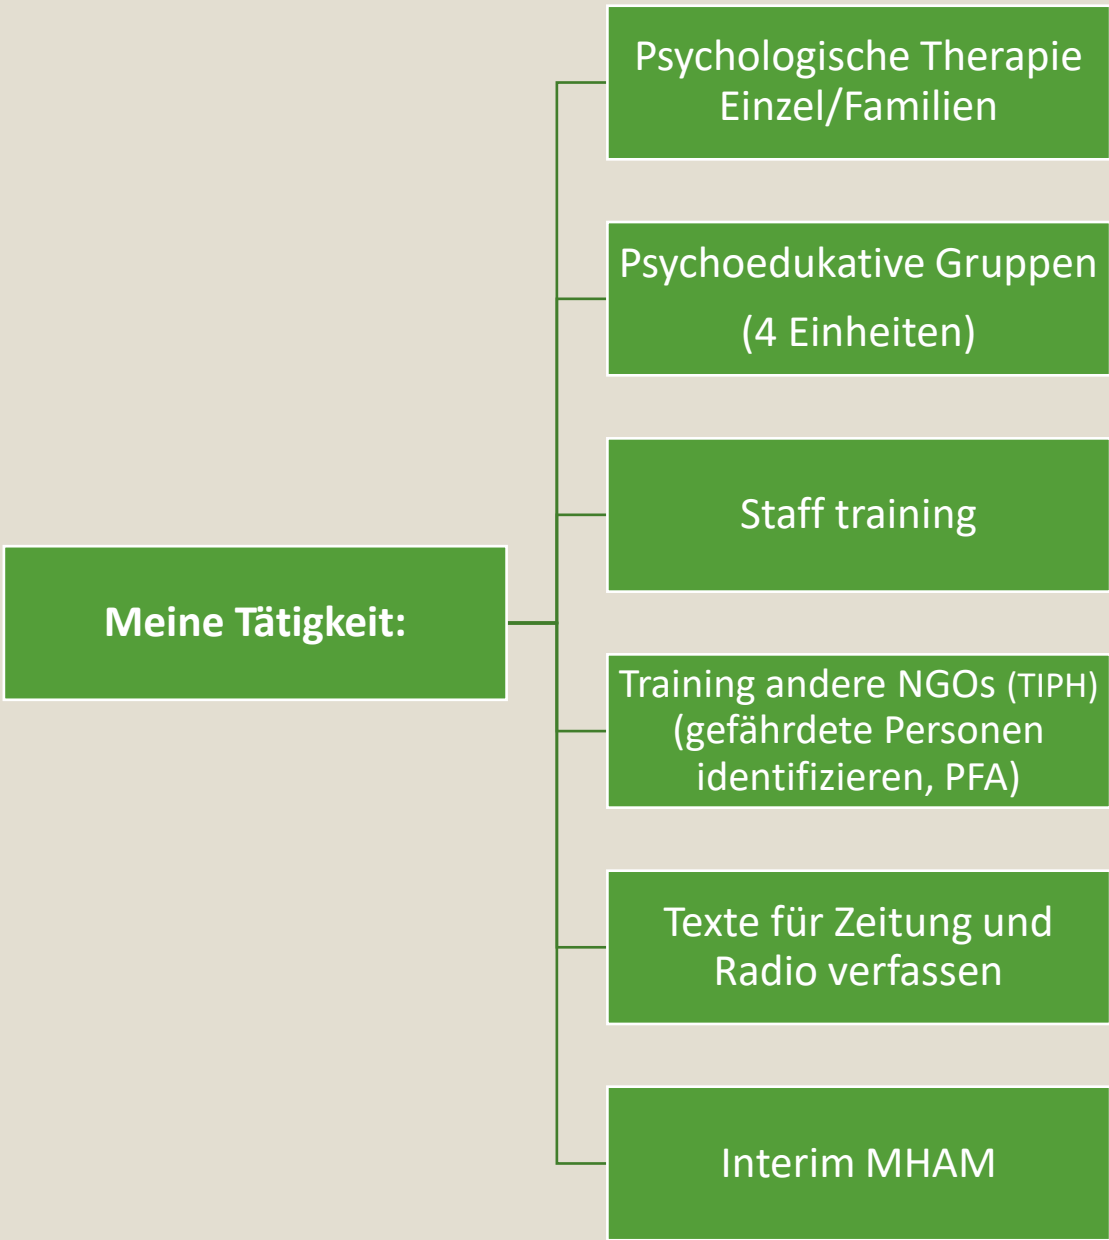 Psychologische Therapie
Einzel/Familien
Psychoedukative Gruppen
(4 Einheiten)
Staff training
Meine Tätigkeit:
Training andere NGOs (TIPH)
(gefährdete Personen
identifizieren, PFA)
Texte für Zeitung und
Radio verfassen
Interim MHAM